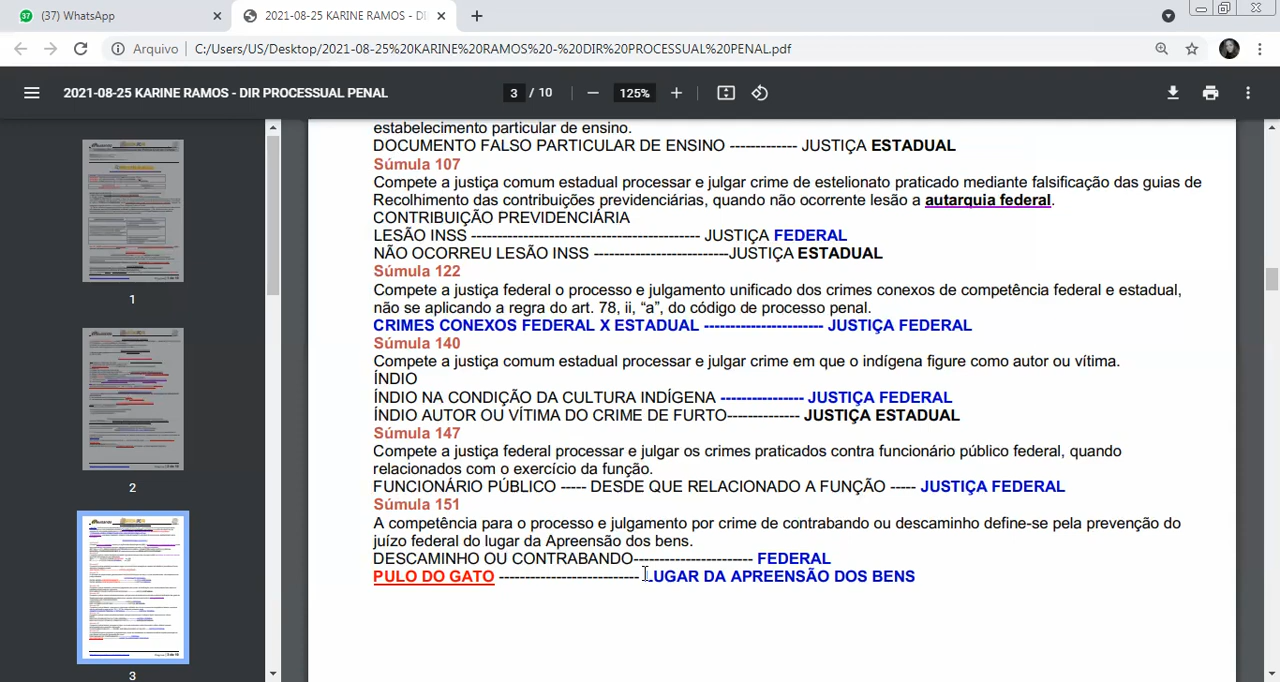 (37) WhatsApp
2021-08-25 KARINE RAMOS - DI
Arquivo
C:/Users/US/Desktop/2021-08-25%20KARINE%20RAMOS%20-%20DIR%20PROCESSUAL%20PENAL.pdf
2021-08-25 KARINE RAMOS - DIR PROCESSUAL PENAL
3 / 10
125%
1
2
3
estabelecimento particular de ensino.
DOCUMENTO FALSO PARTICULAR DE ENSINO ------------- JUSTIÇA ESTADUAL
Súmula 107
Compete a justiça comum estadual processar e julgar crime de estelionato praticado mediante falsificação das guias de
Recolhimento das contribuições previdenciárias, quando não ocorrente lesão a autarquia federal.
CONTRIBUIÇÃO PREVIDENCIÁRIA
LESÃO INSS ------------------------------------------- JUSTIÇA FEDERAL
NÃO OCORREU LESÃO INSS -------------------------JUSTIÇA ESTADUAL
Súmula 122
Compete a justiça federal o processo e julgamento unificado dos crimes conexos de competência federal e estadual,
não se aplicando a regra do art. 78, ii, “a”, do código de processo penal.
CRIMES CONEXOS FEDERAL X ESTADUAL ----------------------- JUSTIÇA FEDERAL
Súmula 140
Compete a justiça comum estadual processar e julgar crime em que o indígena figure como autor ou vítima.
ÍNDIO
ÍNDIO NA CONDIÇÃO DA CULTURA INDÍGENA ---------------- JUSTIÇA FEDERAL
ÍNDIO AUTOR OU VÍTIMA DO CRIME DE FURTO-------------- JUSTIÇA ESTADUAL
Súmula 147
Compete a justiça federal processar e julgar os crimes praticados contra funcionário público federal, quando
relacionados com o exercício da função.
FUNCIONÁRIO PÚBLICO ----- DESDE QUE RELACIONADO A FUNÇÃO ----- JUSTIÇA FEDERAL
Súmula 151
A competência para o processo e julgamento por crime de contrabando ou descaminho define-se pela prevenção do
juízo federal do lugar da Apreensão dos bens.
DESCAMINHO OU CONTRABANDO----------------------- FEDERAL
PULO DO GATO --------------------------- LUGAR DA APREENSÃO DOS BENS